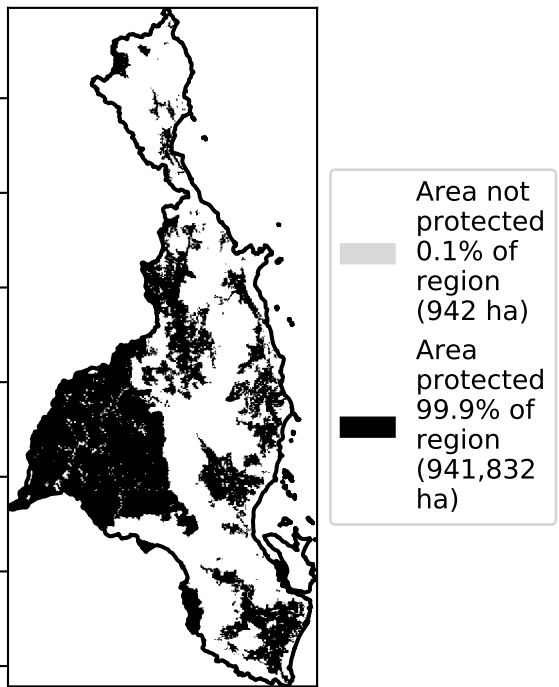 Area not
protected
0.1% of
region
(942 ha)
Area
protected
99.9% of
region
(941,832
ha)